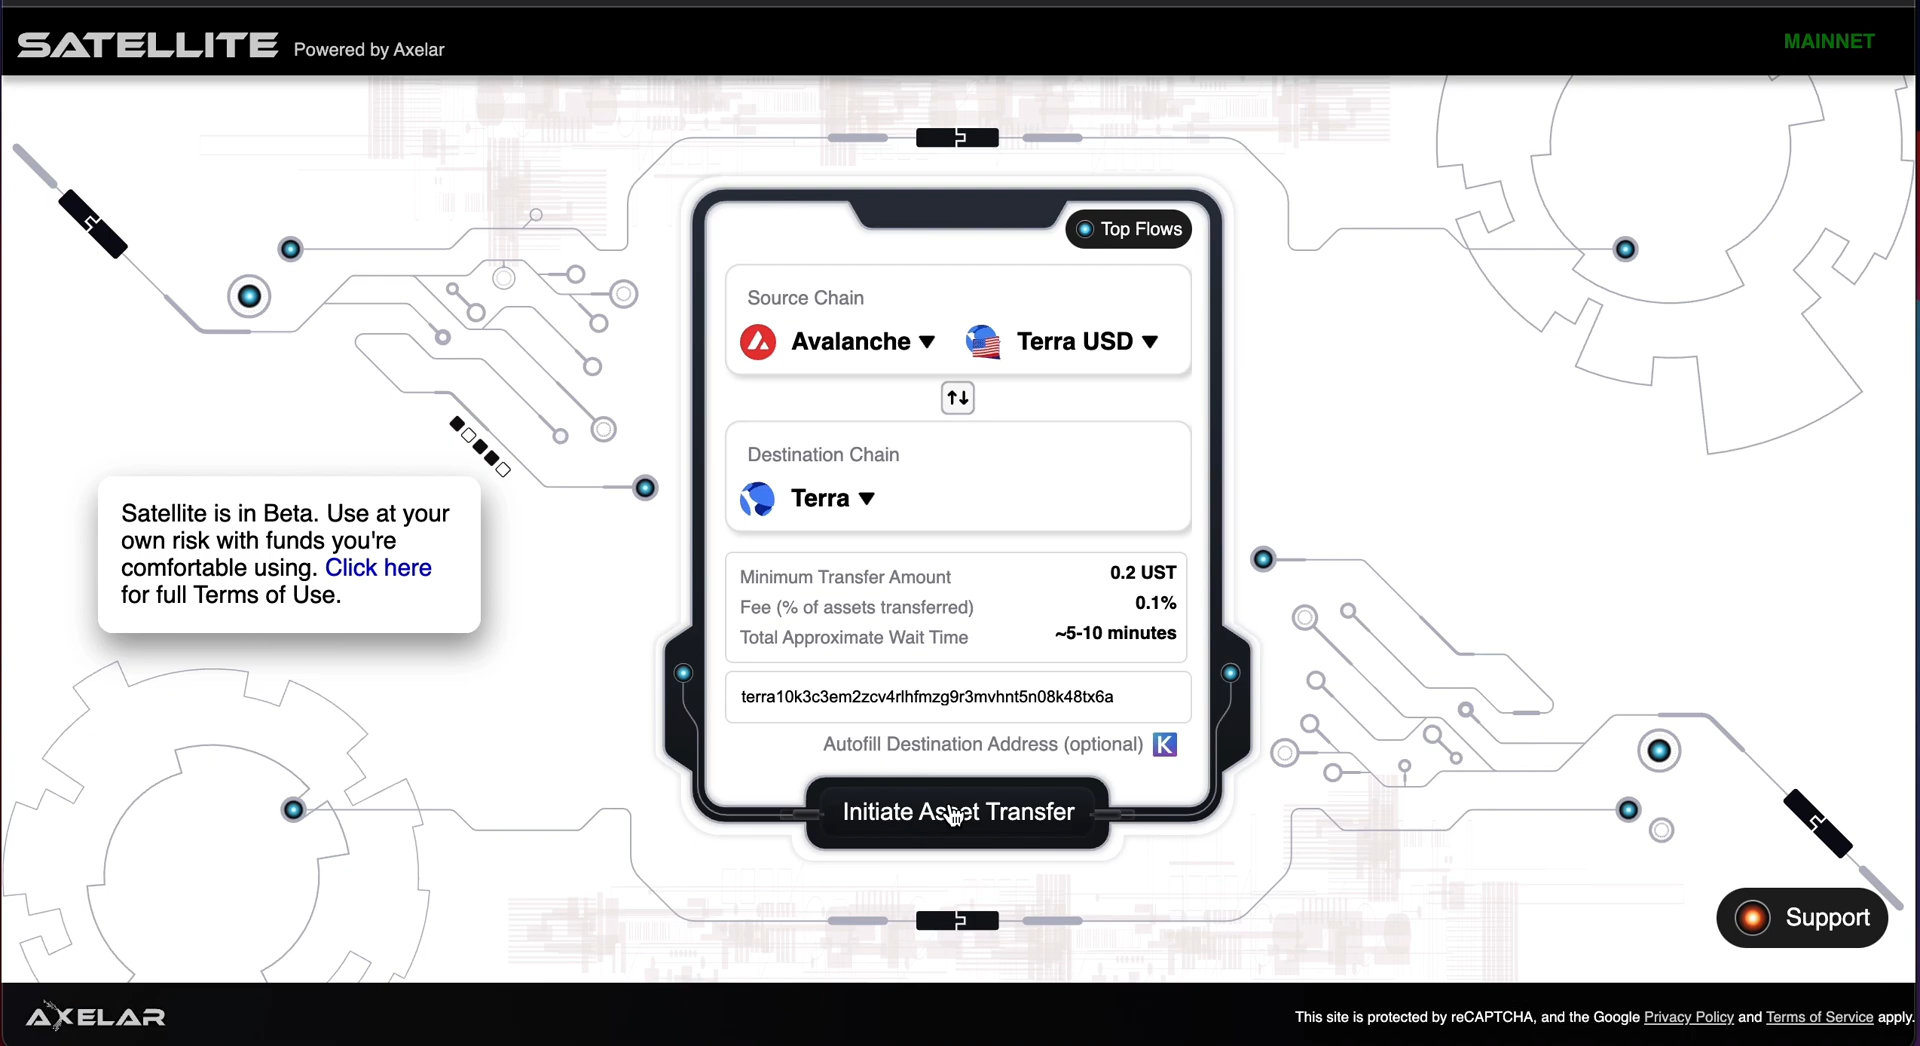 SATELLITE Powered by Axelar
MAINNET
Top Flows
Source Chain
Avalanche Terra USD
Destination Chain
Terra
Satellite is in Beta. Use at your
own risk with funds you're
comfortable using. Click here
for full Terms of Use.
Minimum Transfer Amount 0.2 UST
Fee (% of assets transferred) 0.1%
Total Approximate Wait Time ~5-10 minutes
terra10k3c3em2zzcv4rlhfmzg9r3mvhnt5n08k48tx6a
Autofill Destination Address (optional) K
Initiate Asset Transfer
Support
AXELAR
This site is protected by reCAPTCHA, and the Google Privacy Policy and Terms of Service apply.